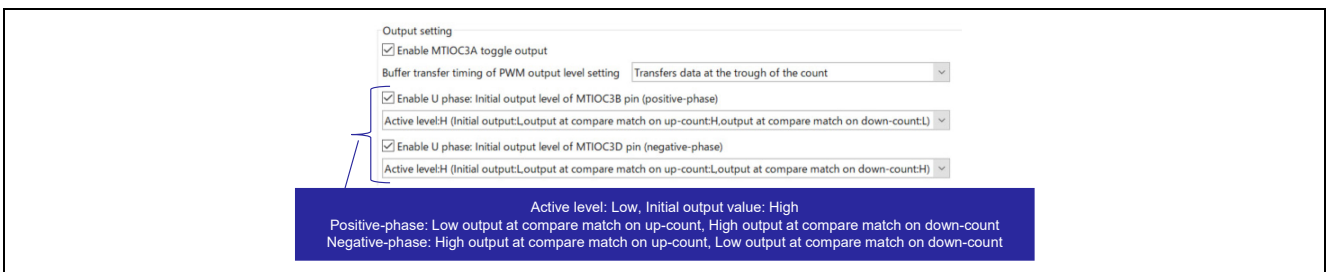 Output setting
Enable MTIOC3A toggle output
Buffer transfer timing of PWM output level setting Transfers data at the trough of the count
Enable U phase: Initial output level of MTIOC3B pin (positive-phase)
Active level:H (Initial output:L,output at compare match on up-count:H,output at compare match on down-count:L)
Enable U phase: Initial output level of MTIOC3D pin (negative-phase)
Active level:H (Initial output:L,output at compare match on up-count:L,output at compare match on down-count:H)
Active level: Low, Initial output value: High
Positive-phase: Low output at compare match on up-count, High output at compare match on down-count
Negative-phase: High output at compare match on up-count, Low output at compare match on down-count